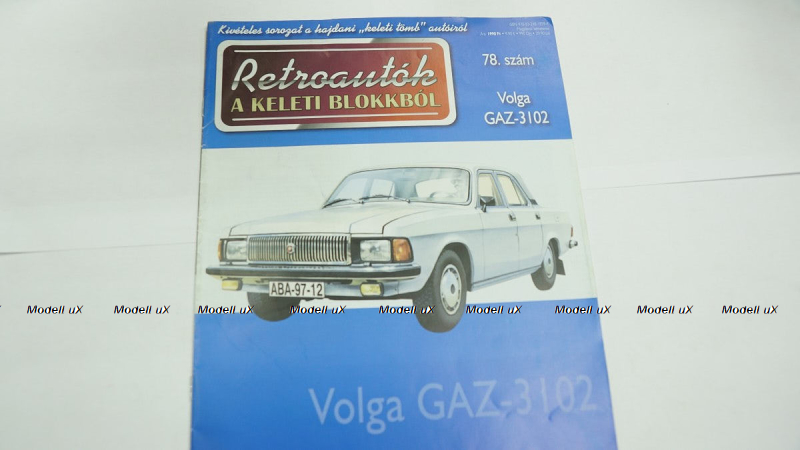 Kivételes sorozat a hajdani „keleti tömb” autóiról
Retroautók
A KELETI BLOKKBÓL
78. szám
Volga
GAZ-3102
ABA-97-12
Modell uX Modell uX Modell uX Modell uX Modell uX Modell uX Modell uX Modell uX Modell uX
Volga GAZ-3102